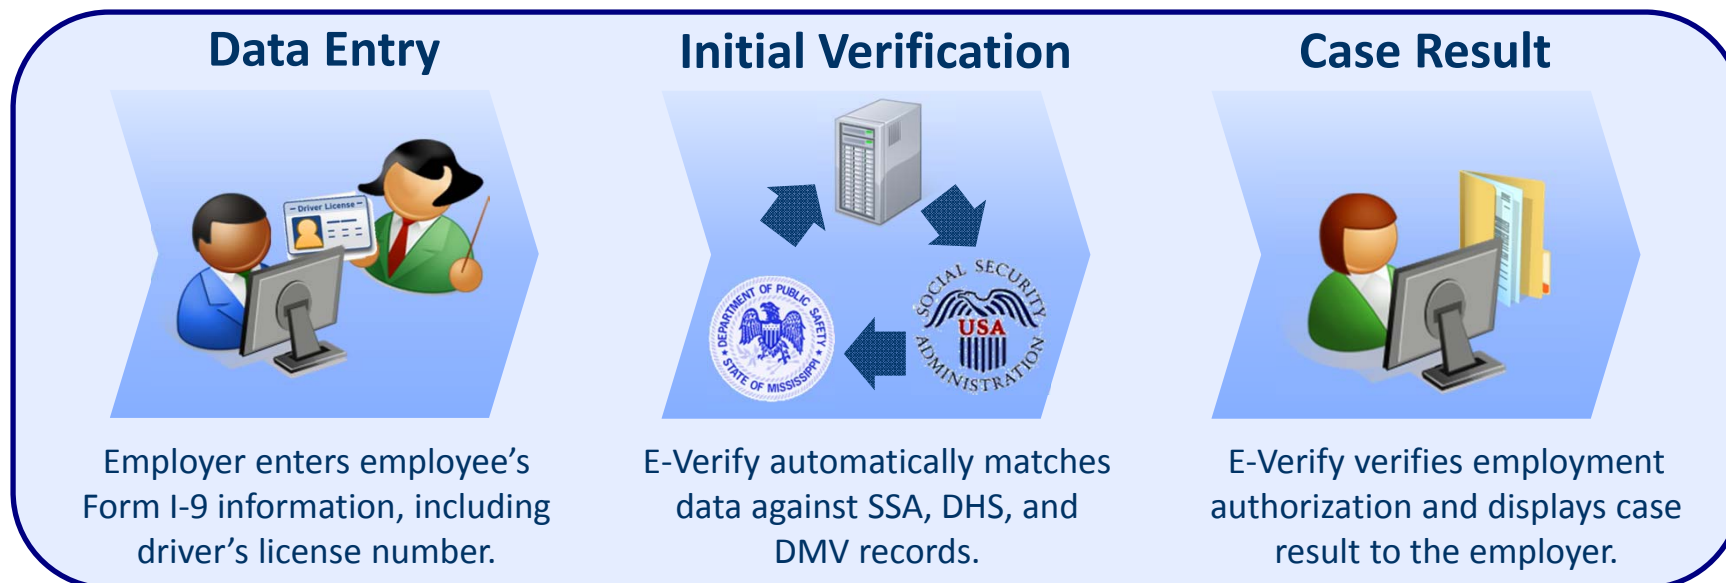 Data Entry
Initial Verification
Case Result
- Driver License -
DEPARTMENT OF PUBLIC SAFETY
★ STATE OF MISSISSIPPI ★
SOCIAL SECURITY
USA
ADMINISTRATION
Employer enters employee’s
Form I-9 information, including
driver’s license number.
E-Verify automatically matches
data against SSA, DHS, and
DMV records.
E-Verify verifies employment
authorization and displays case
result to the employer.